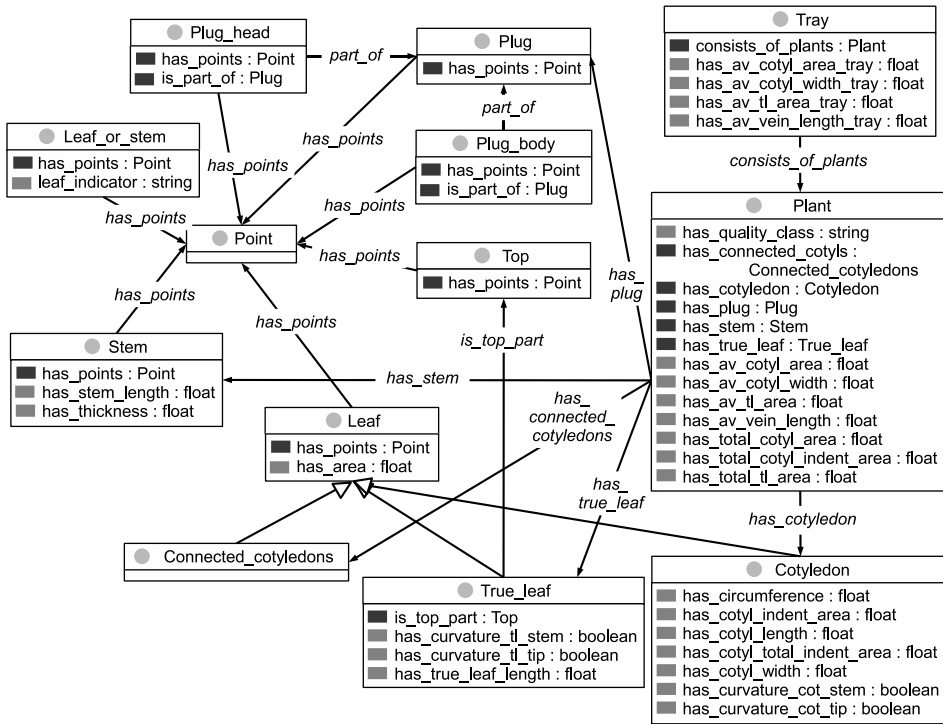 Plug_head
has_points : Point
is_part_of : Plug
part_of
Plug
has_points : Point
Tray
consists_of_plants : Plant
has_av_cotyl_area_tray : float
has_av_cotyl_width_tray : float
has_av_tl_area_tray : float
has_av_vein_length_tray : float
part_of
Leaf_or_stem
has_points : Point
leaf_indicator : string
has_points
has_points
Plug_body
has_points : Point
is_part_of : Plug
consists_of_plants
has_points
has_points
Point
has_points
Top
has_points : Point
Plant
has_quality_class : string
has_connected_cotyls :
Connected_cotyledons
has_cotyledon : Cotyledon
has_plug : Plug
has_stem : Stem
has_true_leaf : True_leaf
has_av_cotyl_area : float
has_av_cotyl_width : float
has_av_tl_area : float
has_av_vein_length : float
has_total_cotyl_area : float
has_total_cotyl_indent_area : float
has_total_tl_area : float
has_
plug
has_points
has_points
is_top_part
Stem
has_points : Point
has_stem_length : float
has_thickness : float
has_stem
has_
connected_
cotyledons
Leaf
has_points : Point
has_area : float
has_
true_leaf
has_cotyledon
Connected_cotyledons
True_leaf
is_top_part : Top
has_curvature_tl_stem : boolean
has_curvature_tl_tip : boolean
has_true_leaf_length : float
Cotyledon
has_circumference : float
has_cotyl_indent_area : float
has_cotyl_length : float
has_cotyl_total_indent_area : float
has_cotyl_width : float
has_curvature_cot_stem : boolean
has_curvature_cot_tip : boolean